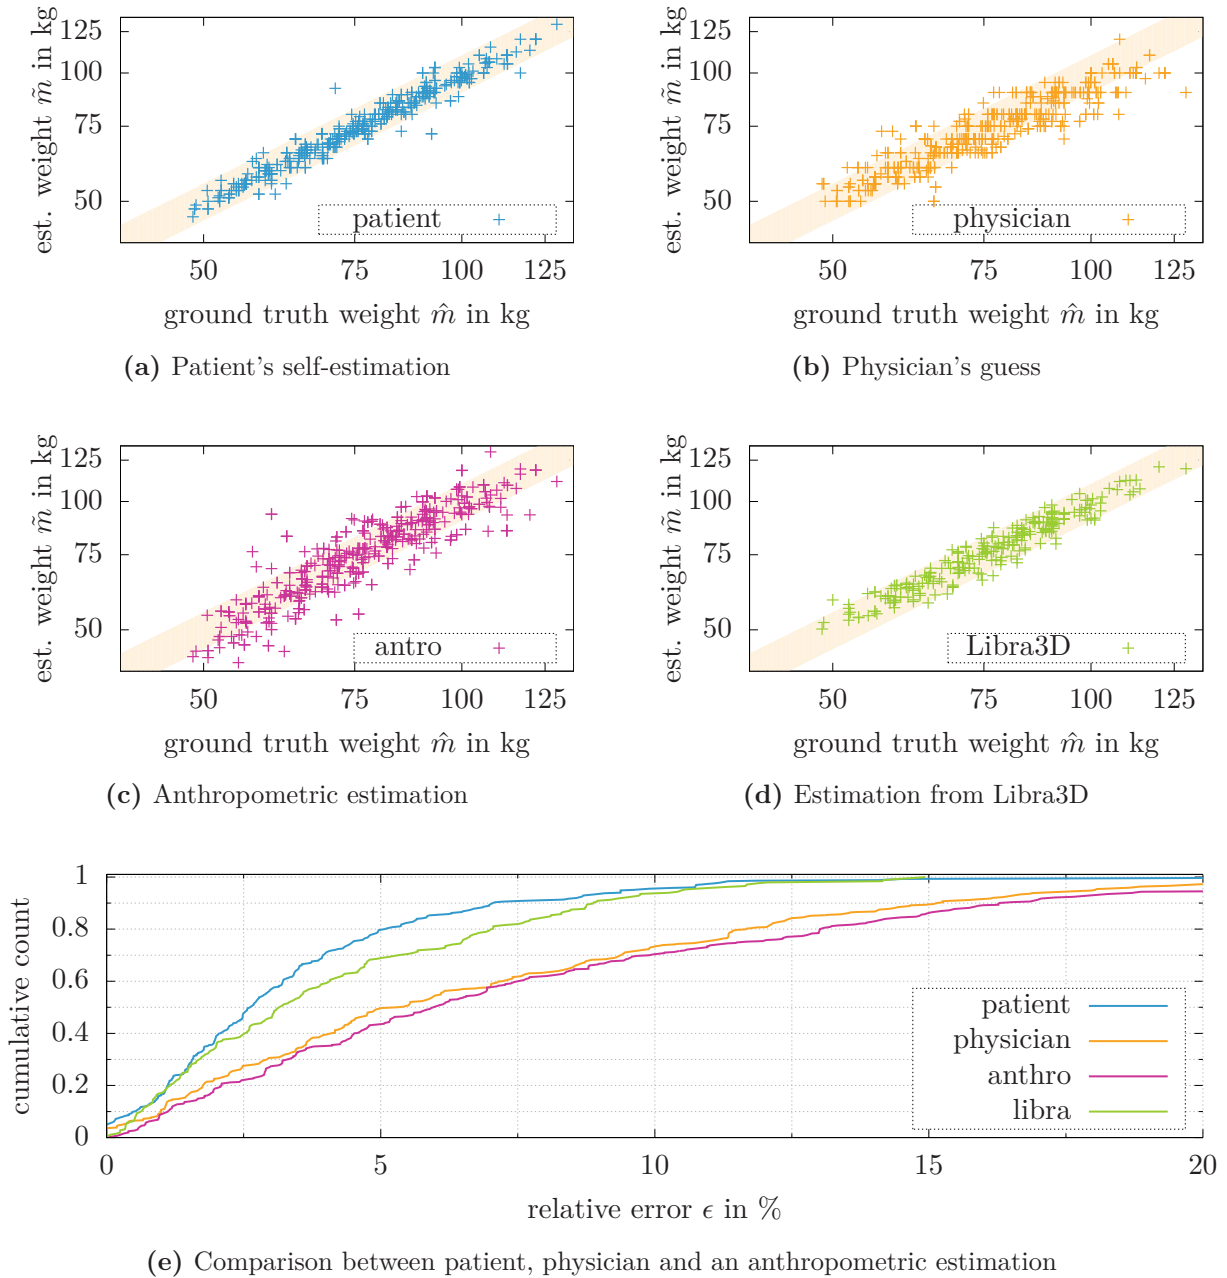 est. weight m̃ in kg
125
100
75
50
patient
50 75 100 125
ground truth weight m̂ in kg
(a) Patient's self-estimation
est. weight m̃ in kg
125
100
75
50
physician
50 75 100 125
ground truth weight m̂ in kg
(b) Physician's guess
est. weight m̃ in kg
125
100
75
50
antro
50 75 100 125
ground truth weight m̂ in kg
(c) Anthropometric estimation
est. weight m̃ in kg
125
100
75
50
Libra3D
50 75 100 125
ground truth weight m̂ in kg
(d) Estimation from Libra3D
cumulative count
1
0.8
0.6
0.4
0.2
0
patient
physician
anthro
libra
0 5 10 15 20
relative error ϵ in %
(e) Comparison between patient, physician and an anthropometric estimation